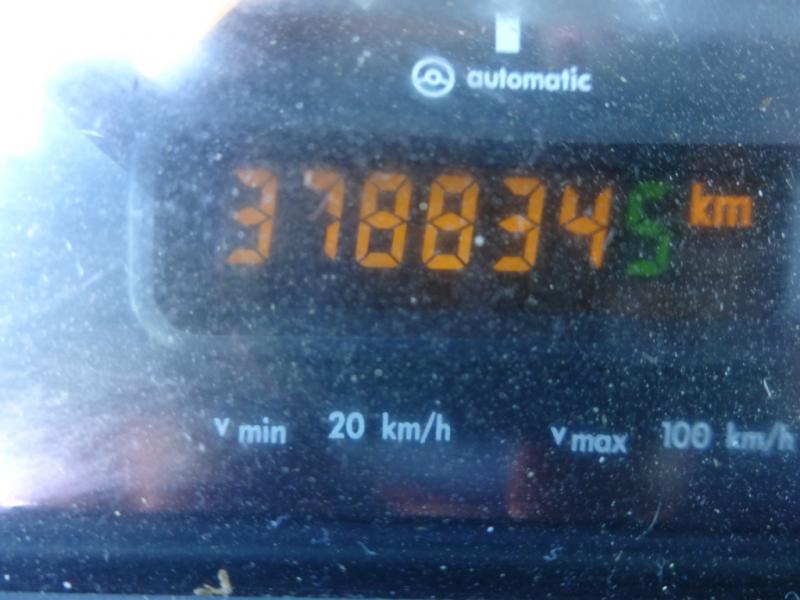 automatic
3788345 km
v min 20 km/h v max 100 km/h